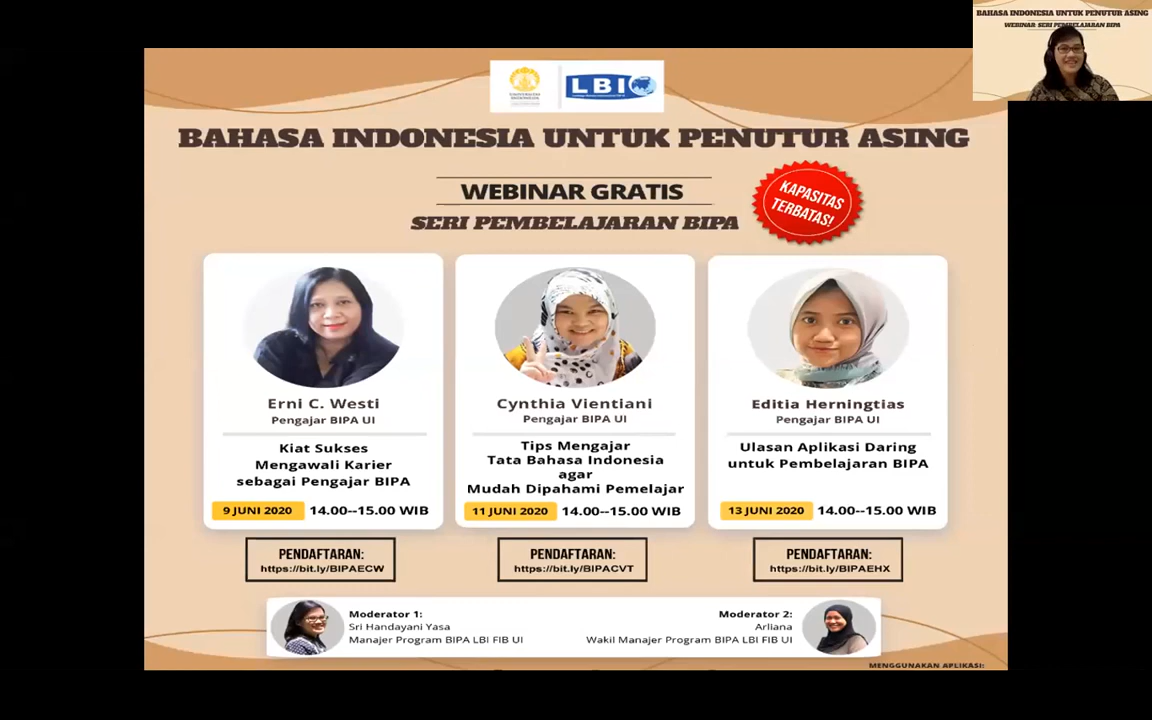 BAHASA INDONESIA UNTUK PENUTUR ASING
WEBINAR: SERI PEMBELAJARAN BIPA
UNIVERSITAS INDONESIA
LBI
BAHASA INDONESIA UNTUK PENUTUR ASING
WEBINAR GRATIS
SERI PEMBELAJARAN BIPA
KAPASITAS
TERBATAS!
Erni C. Westi
Pengajar BIPA UI
Kiat Sukses
Mengawali Karier
sebagai Pengajar BIPA
9 JUNI 2020 14.00--15.00 WIB
PENDAFTARAN:
https://bit.ly/BIPAECW
Cynthia Vientiani
Pengajar BIPA UI
Tips Mengajar
Tata Bahasa Indonesia
agar
Mudah Dipahami Pemelajar
11 JUNI 2020 14.00--15.00 WIB
PENDAFTARAN:
https://bit.ly/BIPACVT
Editia Herningtias
Pengajar BIPA UI
Ulasan Aplikasi Daring
untuk Pembelajaran BIPA
13 JUNI 2020 14.00--15.00 WIB
PENDAFTARAN:
https://bit.ly/BIPAEHX
Moderator 1:
Sri Handayani Yasa
Manajer Program BIPA LBI FIB UI
Moderator 2:
Arliana
Wakil Manajer Program BIPA LBI FIB UI
MENGGUNAKAN APLIKASI: